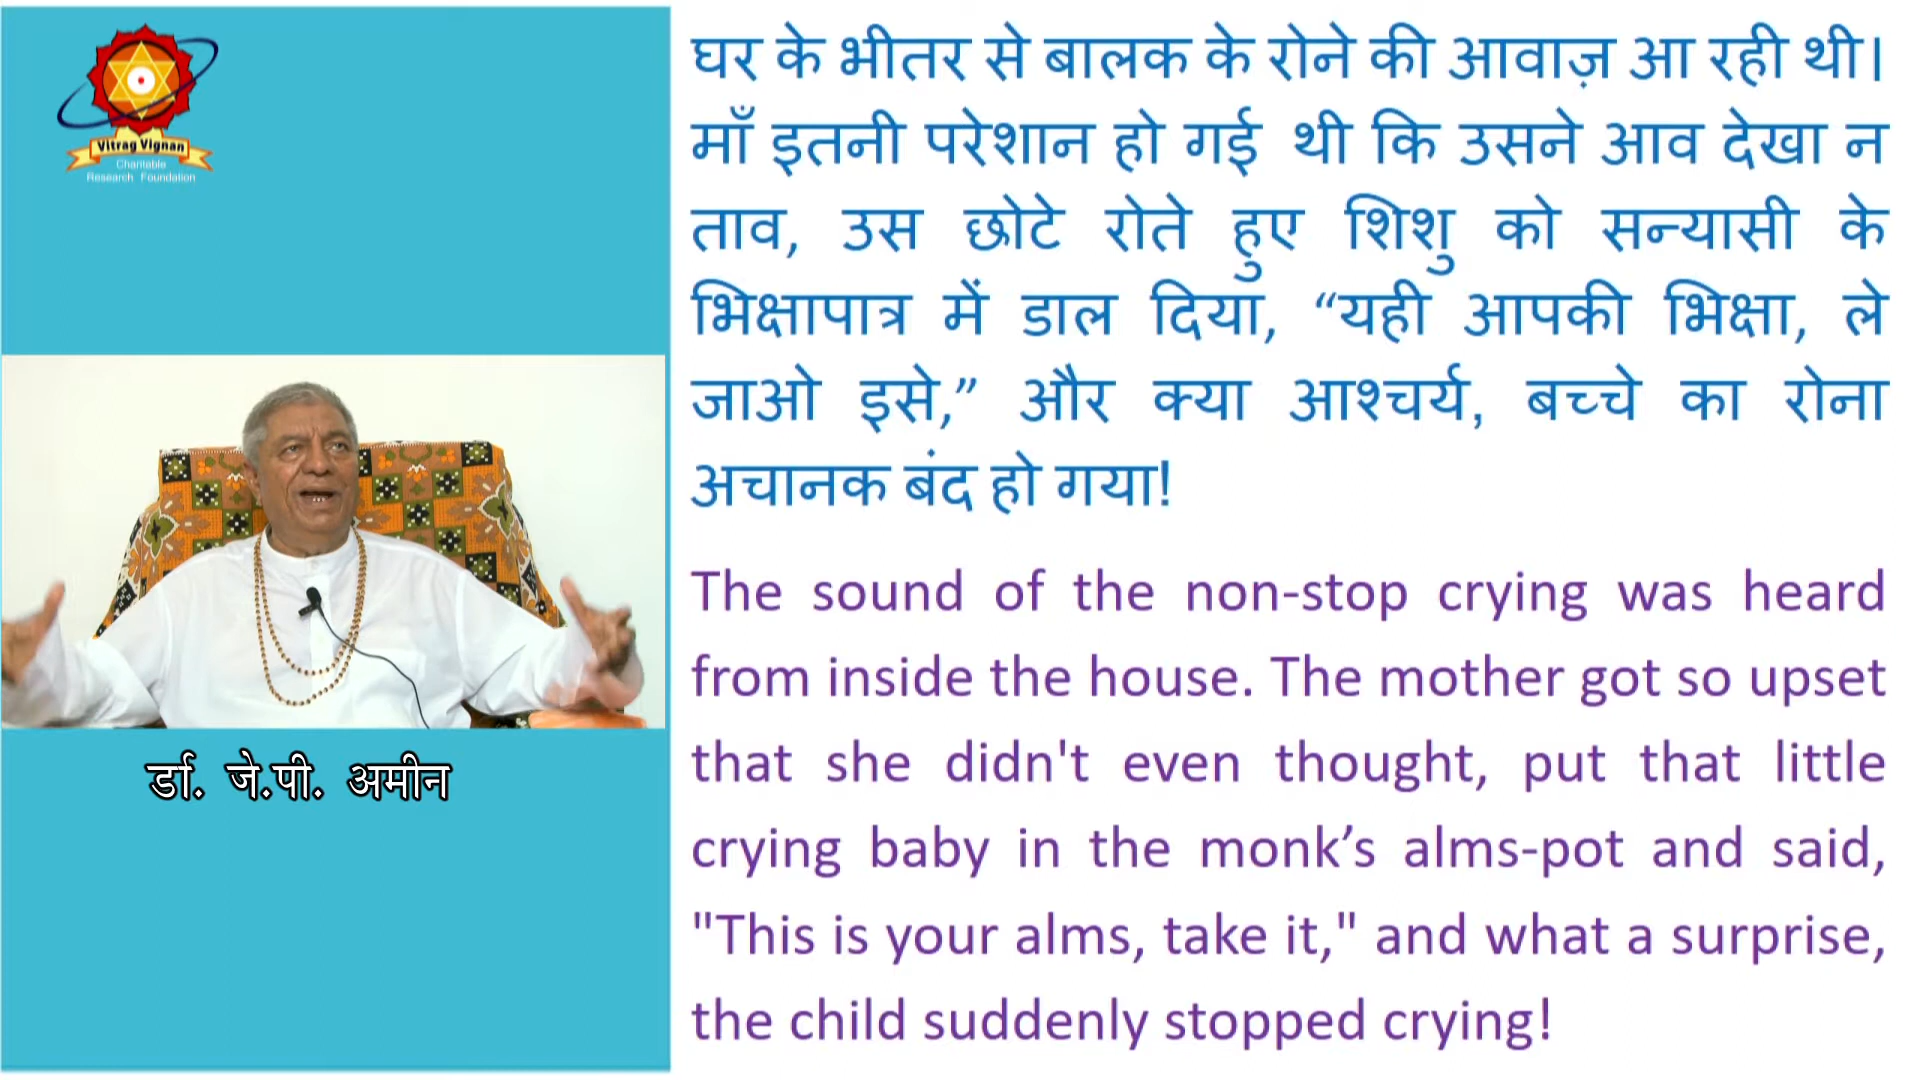 Vitrag Vignan
Charitable
Research Foundation
डॉ. जे.पी. अमीन
घर के भीतर से बालक के रोने की आवाज़ आ रही थी।
माँ इतनी परेशान हो गई थी कि उसने आव देखा न
ताव, उस छोटे रोते हुए शिशु को सन्यासी के
भिक्षापात्र में डाल दिया, “यही आपकी भिक्षा, ले
जाओ इसे,” और क्या आश्चर्य, बच्चे का रोना
अचानक बंद हो गया!
The sound of the non-stop crying was heard
from inside the house. The mother got so upset
that she didn't even thought, put that little
crying baby in the monk’s alms-pot and said,
"This is your alms, take it," and what a surprise,
the child suddenly stopped crying!